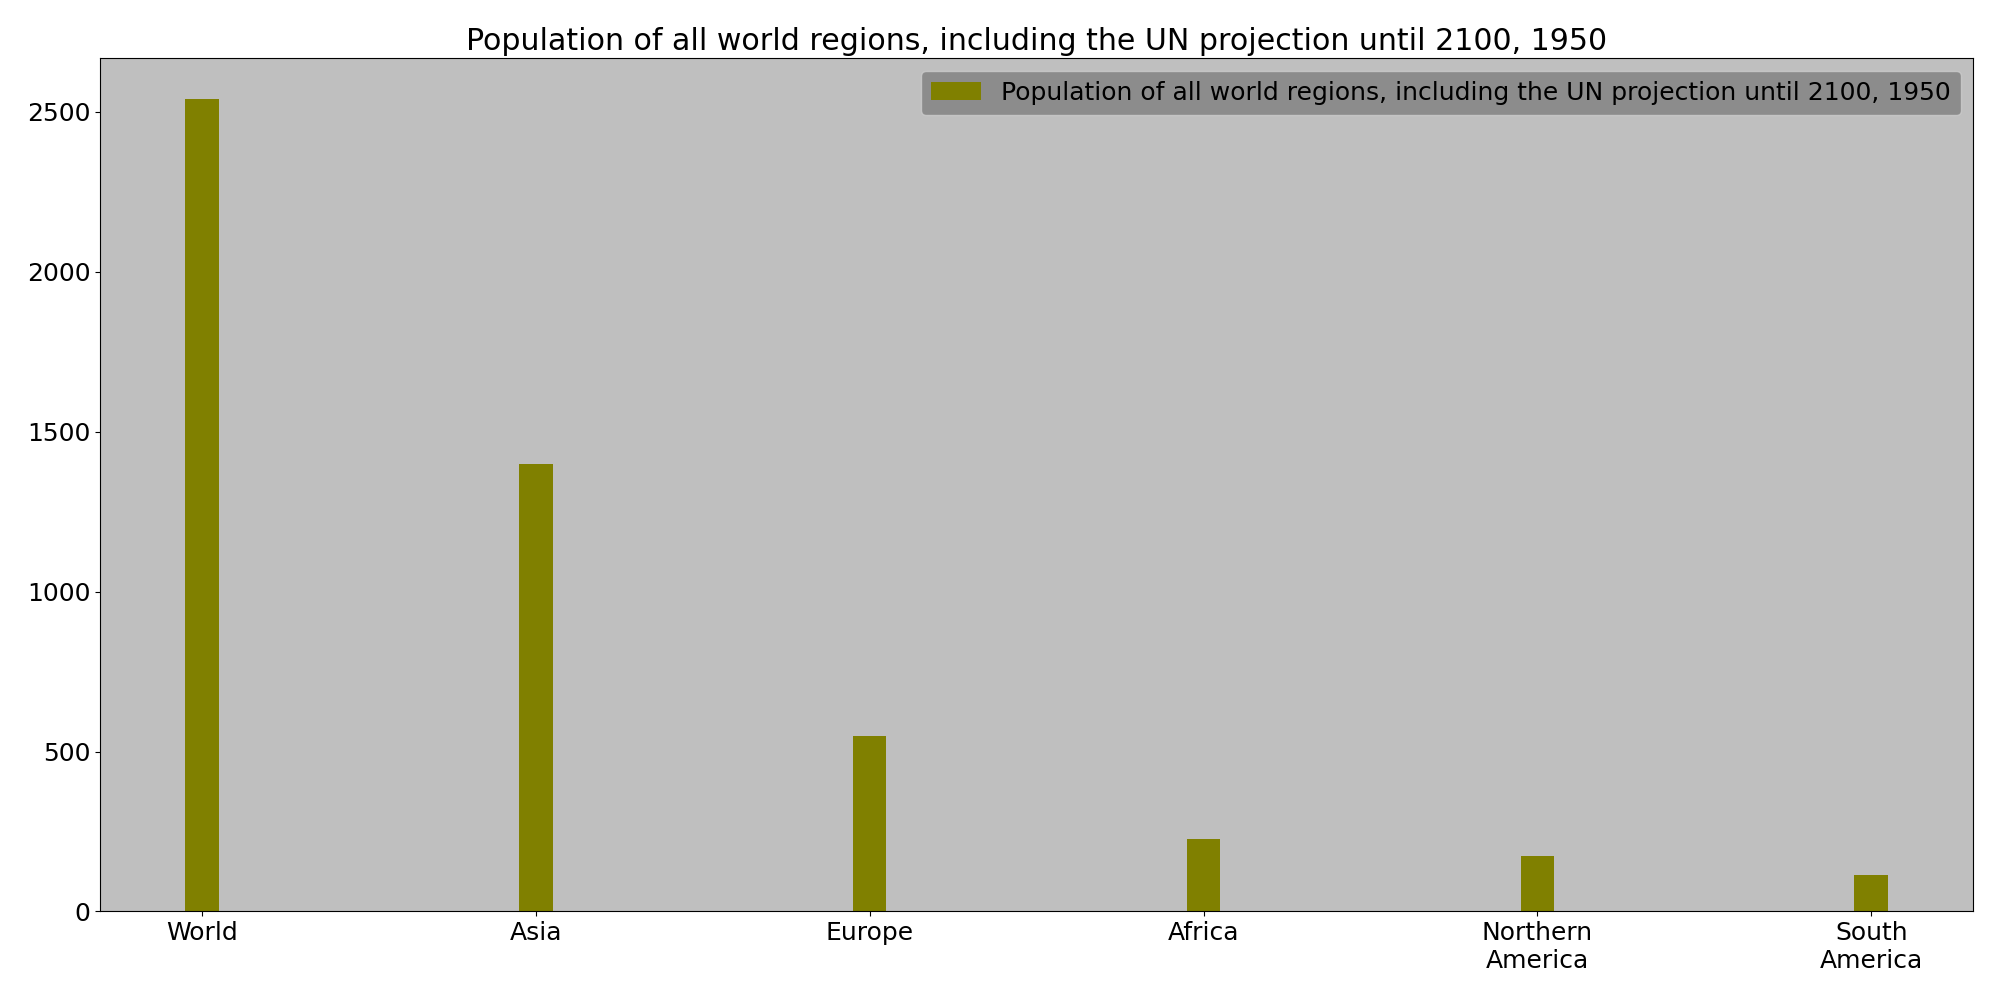 Population of all world regions, including the UN projection until 2100, 1950
Population of all world regions, including the UN projection until 2100, 1950
2500
2000
1500
1000
500
0
World
Asia
Europe
Africa
Northern
America
South
America